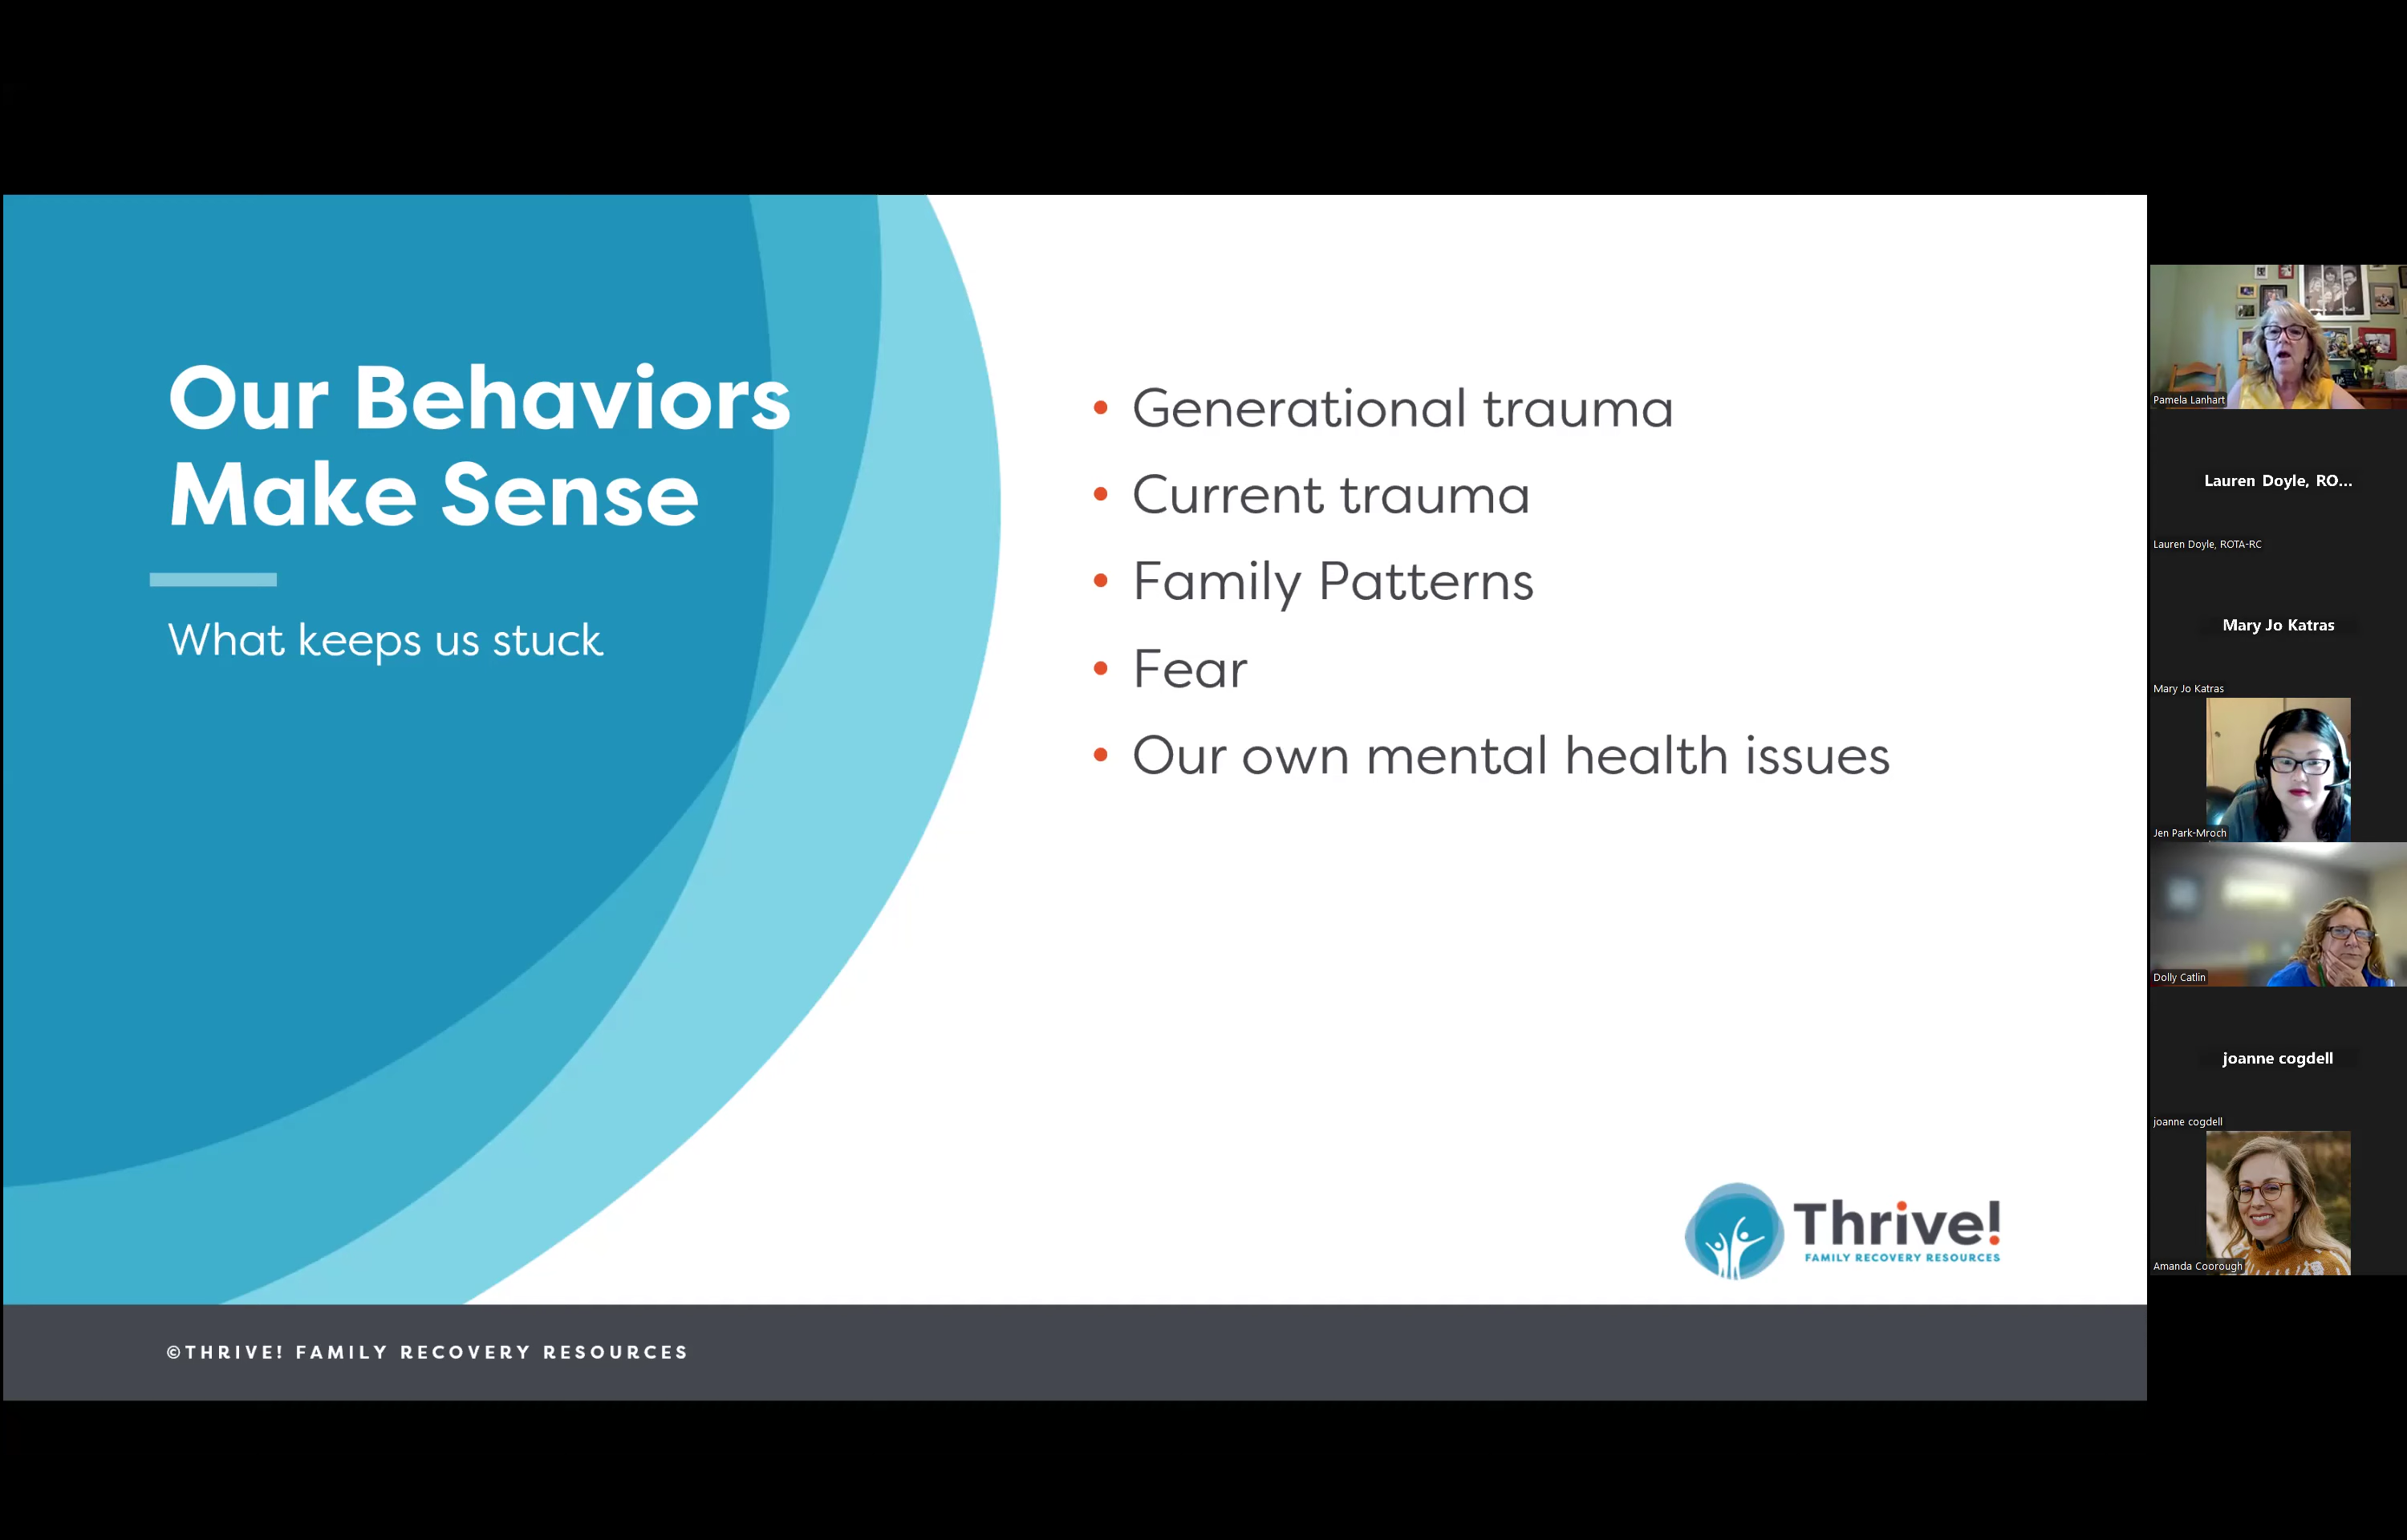 Our Behaviors
Make Sense
What keeps us stuck
• Generational trauma
• Current trauma
• Family Patterns
• Fear
• Our own mental health issues
Thrive!
FAMILY RECOVERY RESOURCES
©THRIVE! FAMILY RECOVERY RESOURCES
Pamela Lanhart
Lauren Doyle, RO...
Lauren Doyle, ROTA-RC
Mary Jo Katras
Mary Jo Katras
Jen Park-Mroch
Dolly Catlin
joanne cogdell
joanne cogdell
Amanda Coorough